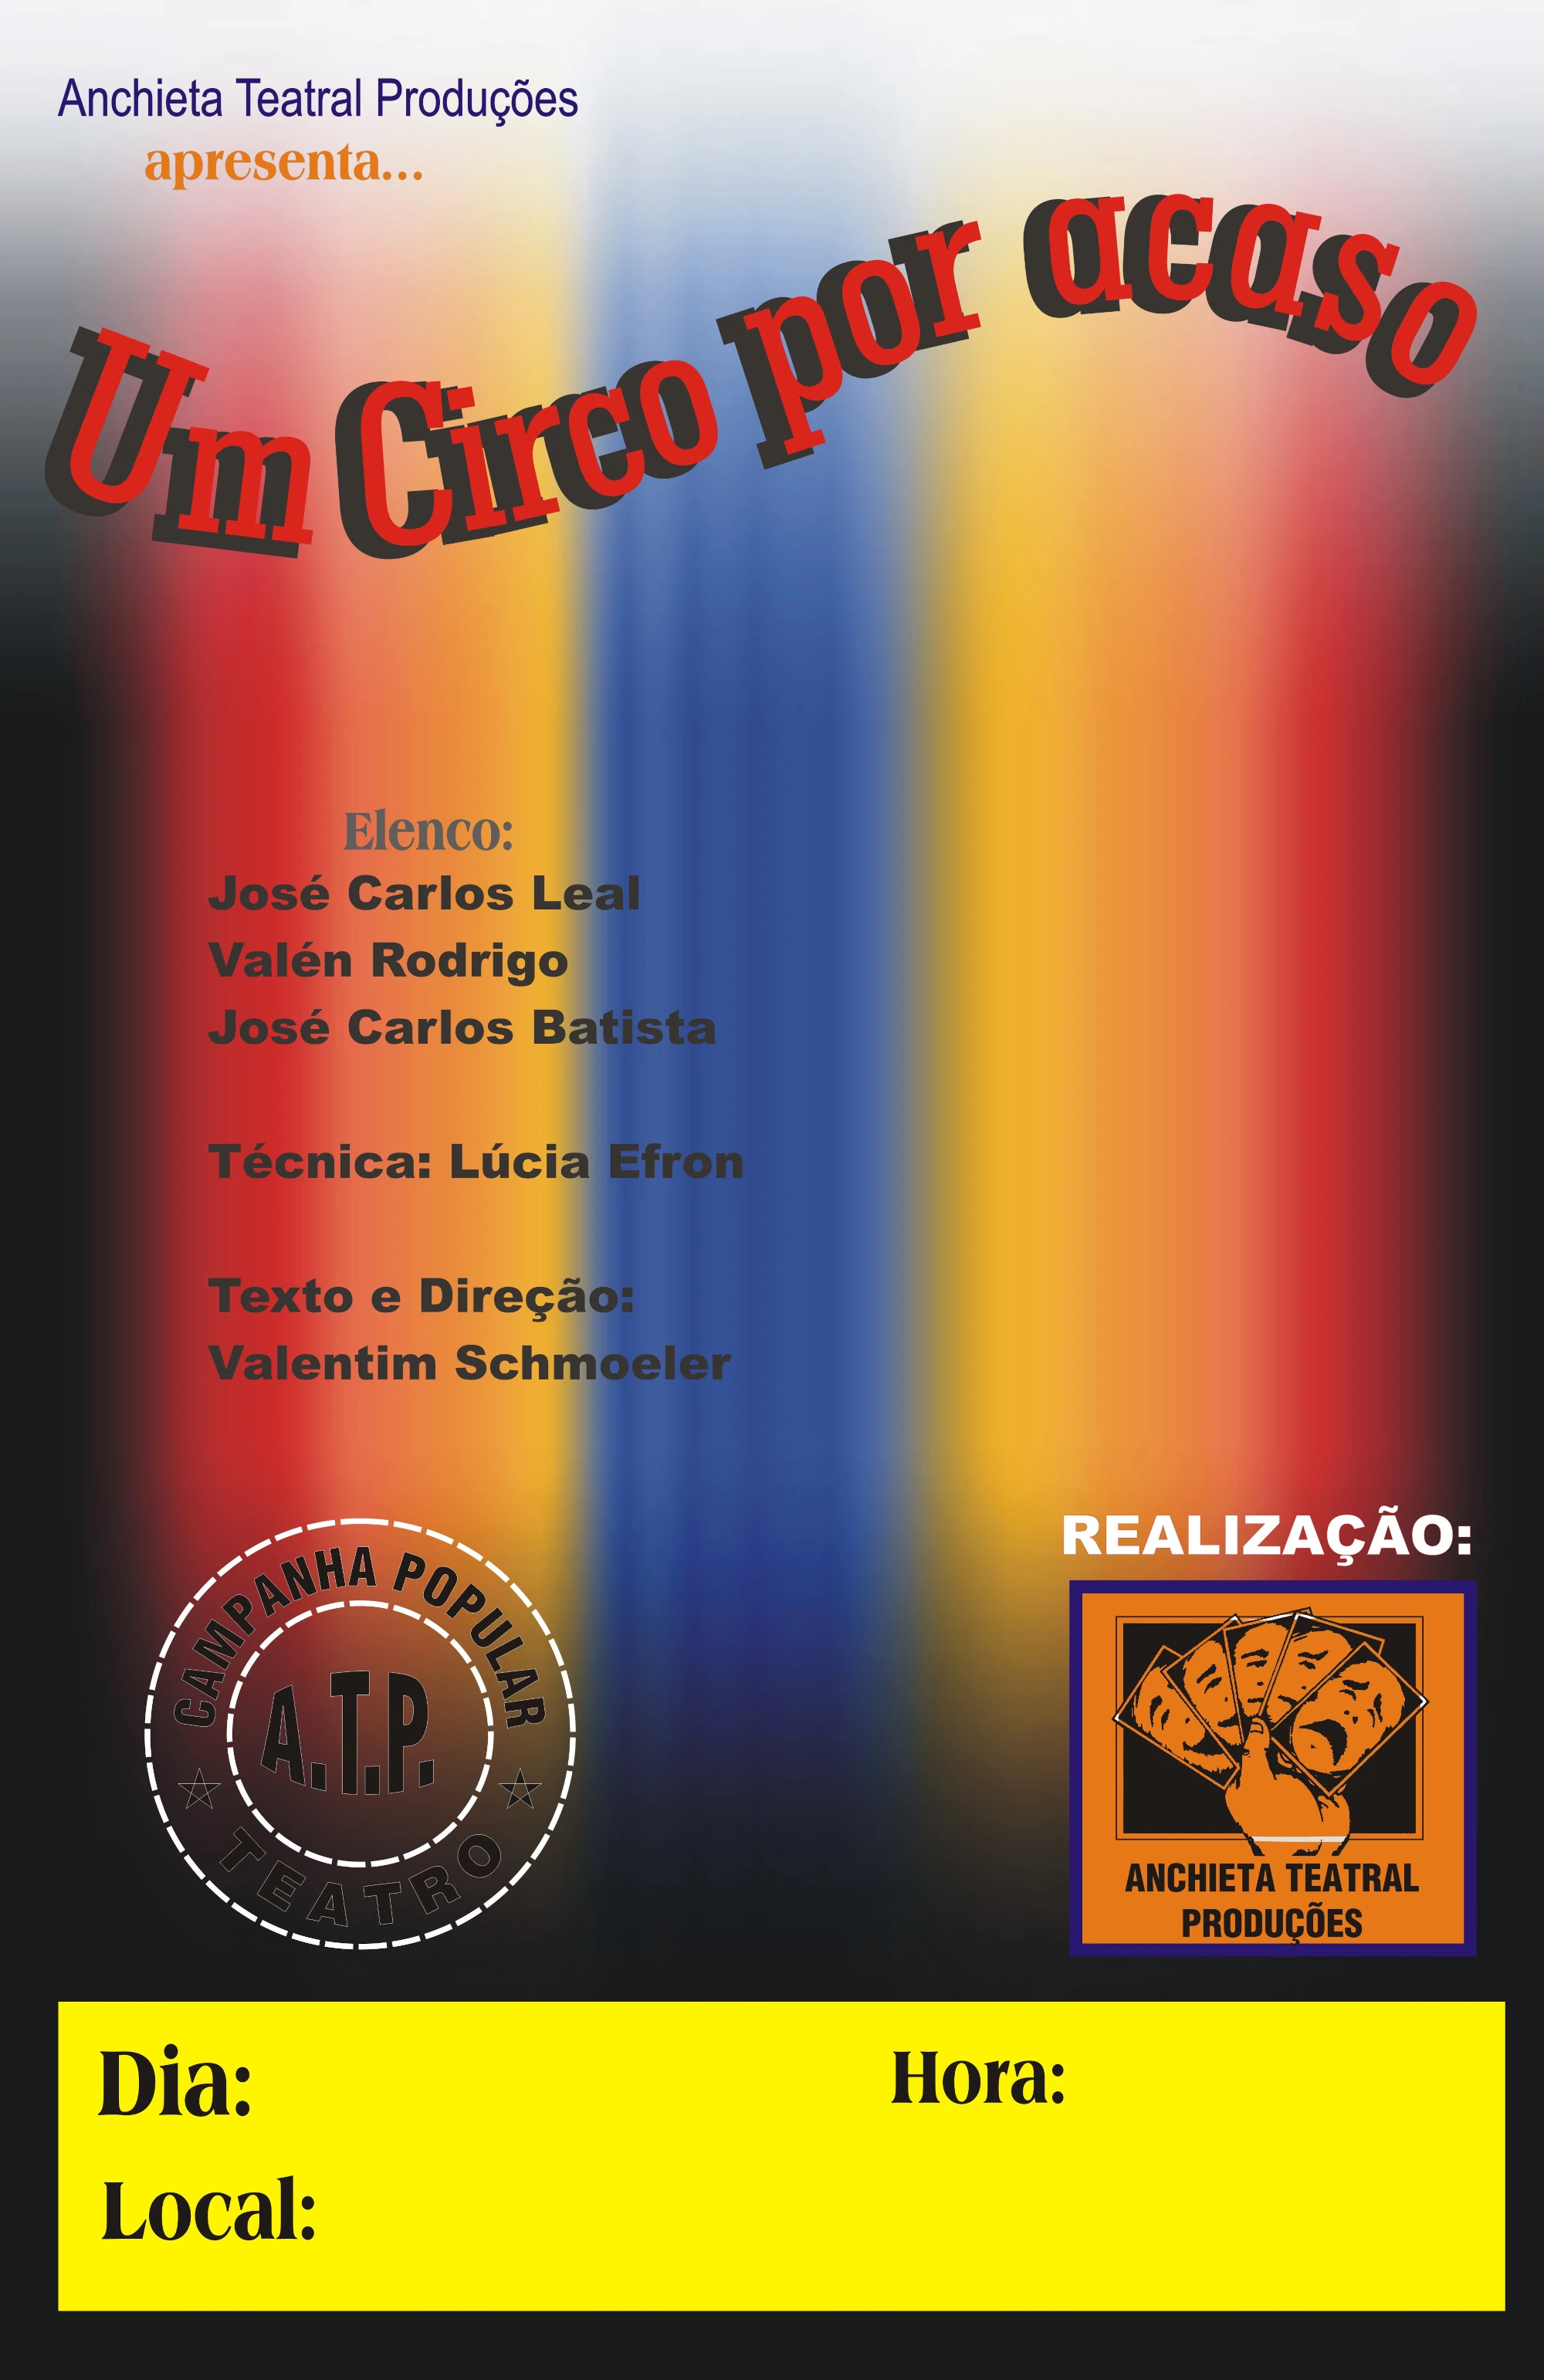 Anchieta Teatral Produções
apresenta...
Um Circo por acaso
Elenco:
José Carlos Leal
Valén Rodrigo
José Carlos Batista
Técnica: Lúcia Efron
Texto e Direção:
Valentim Schmoeler
CAMPANHA POPULAR
A.T.P.
TEATRO
REALIZAÇÃO:
ANCHIETA TEATRAL
PRODUÇÕES
Dia:
Hora:
Local: